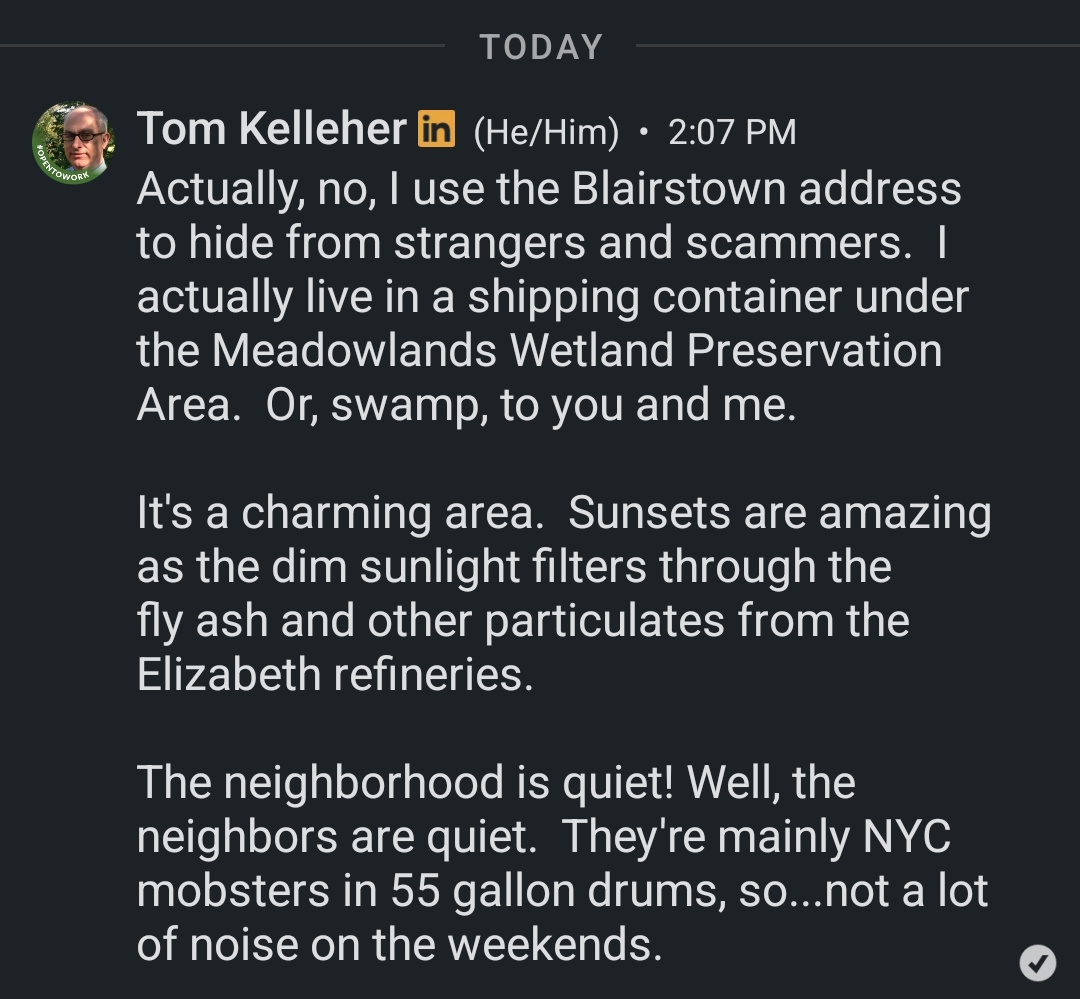 TODAY
Tom Kelleher in (He/Him) • 2:07 PM
#OPENTOWORK
Actually, no, I use the Blairstown address
to hide from strangers and scammers.  I
actually live in a shipping container under
the Meadowlands Wetland Preservation
Area.  Or, swamp, to you and me.
It's a charming area.  Sunsets are amazing
as the dim sunlight filters through the
fly ash and other particulates from the
Elizabeth refineries.
The neighborhood is quiet! Well, the
neighbors are quiet.  They're mainly NYC
mobsters in 55 gallon drums, so...not a lot
of noise on the weekends.